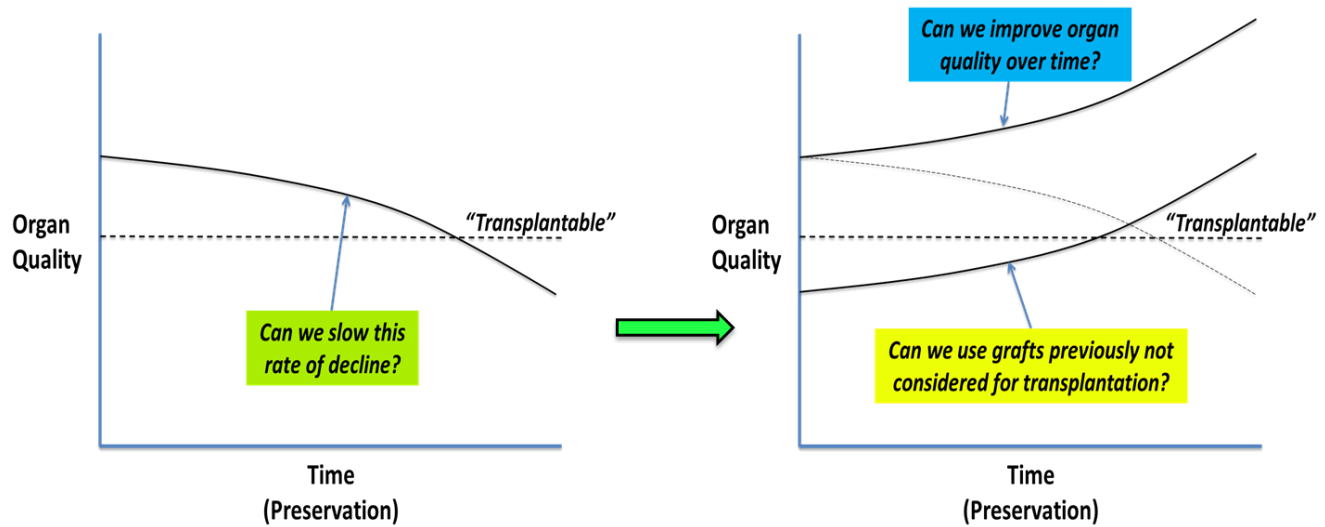 Organ
Quality
“Transplantable”
Can we slow this
rate of decline?
Time
(Preservation)
Can we improve organ
quality over time?
Organ
Quality
“Transplantable”
Can we use grafts previously not
considered for transplantation?
Time
(Preservation)